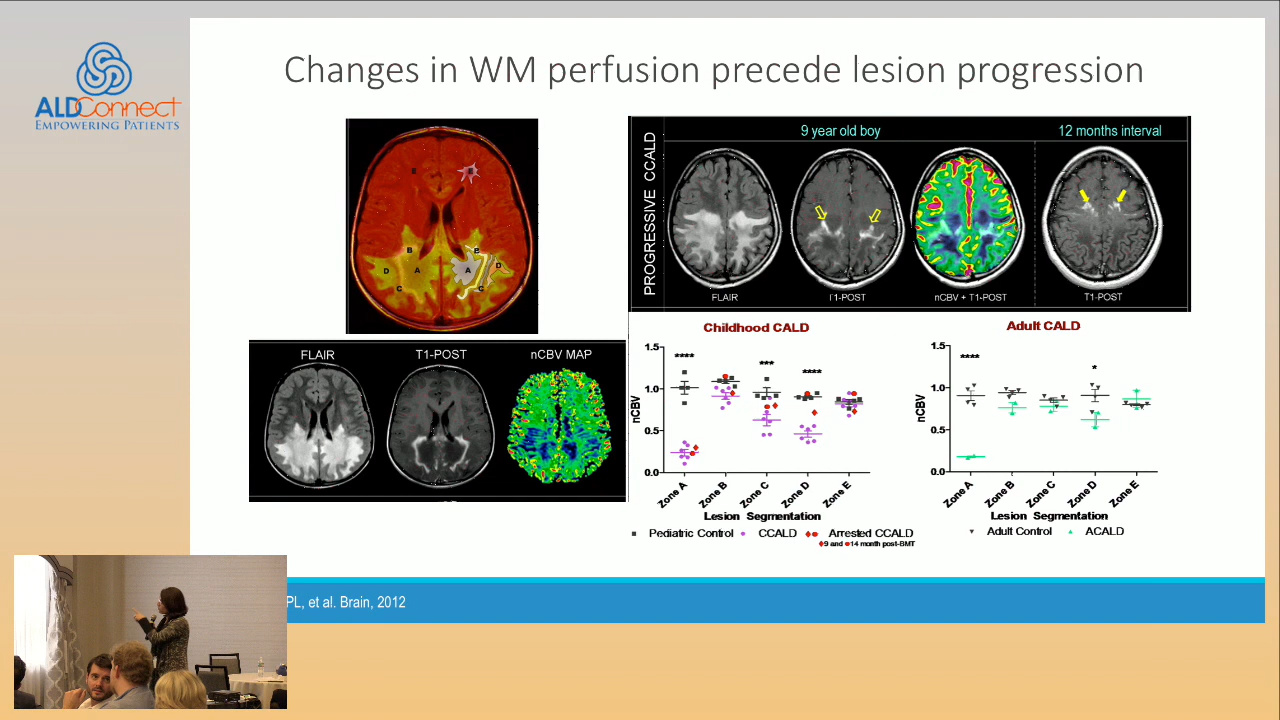 Changes in WM perfusion precede lesion progression
ALDConnect
EMPOWERING PATIENTS
E
B
B
D
A
C
A
D
C
PROGRESSIVE CCALD
9 year old boy
12 months interval
FLAIR
T1-POST
nCBV + T1-POST
T1-POST
FLAIR
T1-POST
nCBV MAP
Childhood CALD
nCBV
1.5
1.0
0.5
0.0
****
***
****
Zone A
Zone B
Zone C
Zone D
Zone E
Lesion Segmentation
Pediatric Control
CCALD
Arrested CCALD
9 and 14 month post-BMT
Adult CALD
nCBV
1.5
1.0
0.5
0.0
****
*
Zone A
Zone B
Zone C
Zone D
Zone E
Lesion Segmentation
Adult Control
ACALD
PL, et al. Brain, 2012